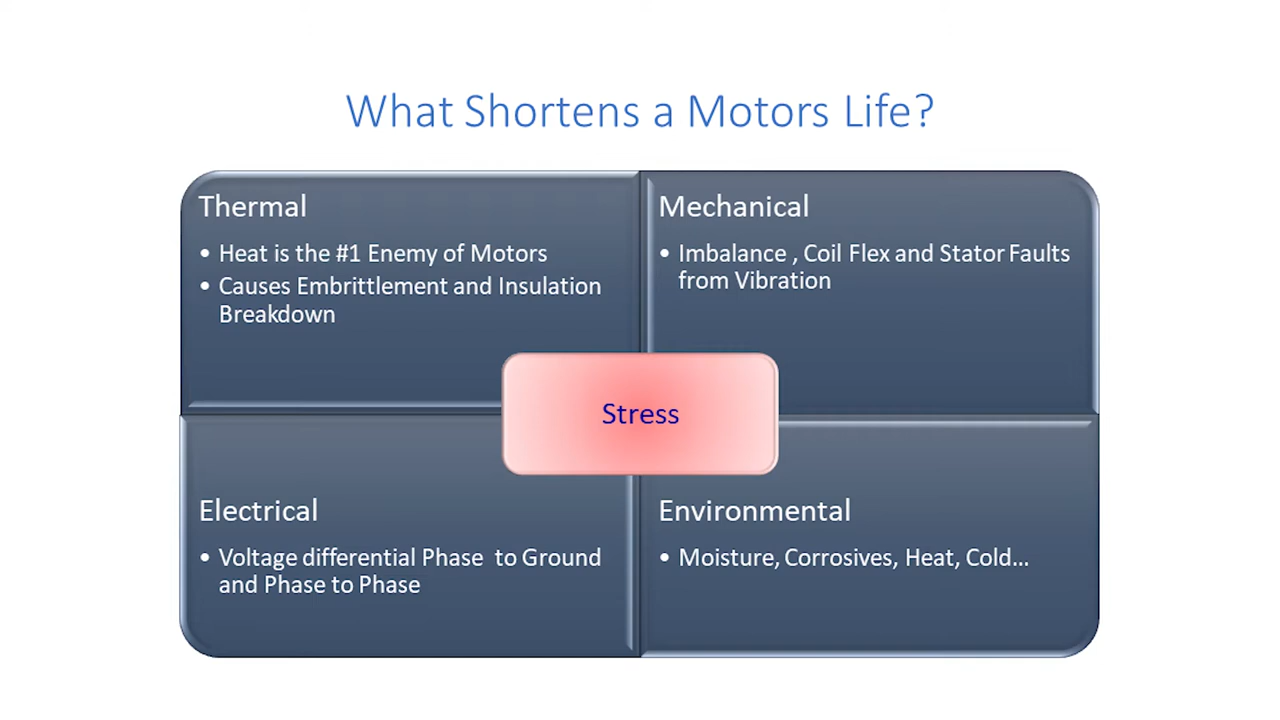 What Shortens a Motors Life?
Thermal
• Heat is the #1 Enemy of Motors
• Causes Embrittlement and Insulation
Breakdown
Mechanical
• Imbalance , Coil Flex and Stator Faults
from Vibration
Stress
Electrical
• Voltage differential Phase to Ground
and Phase to Phase
Environmental
• Moisture, Corrosives, Heat, Cold…